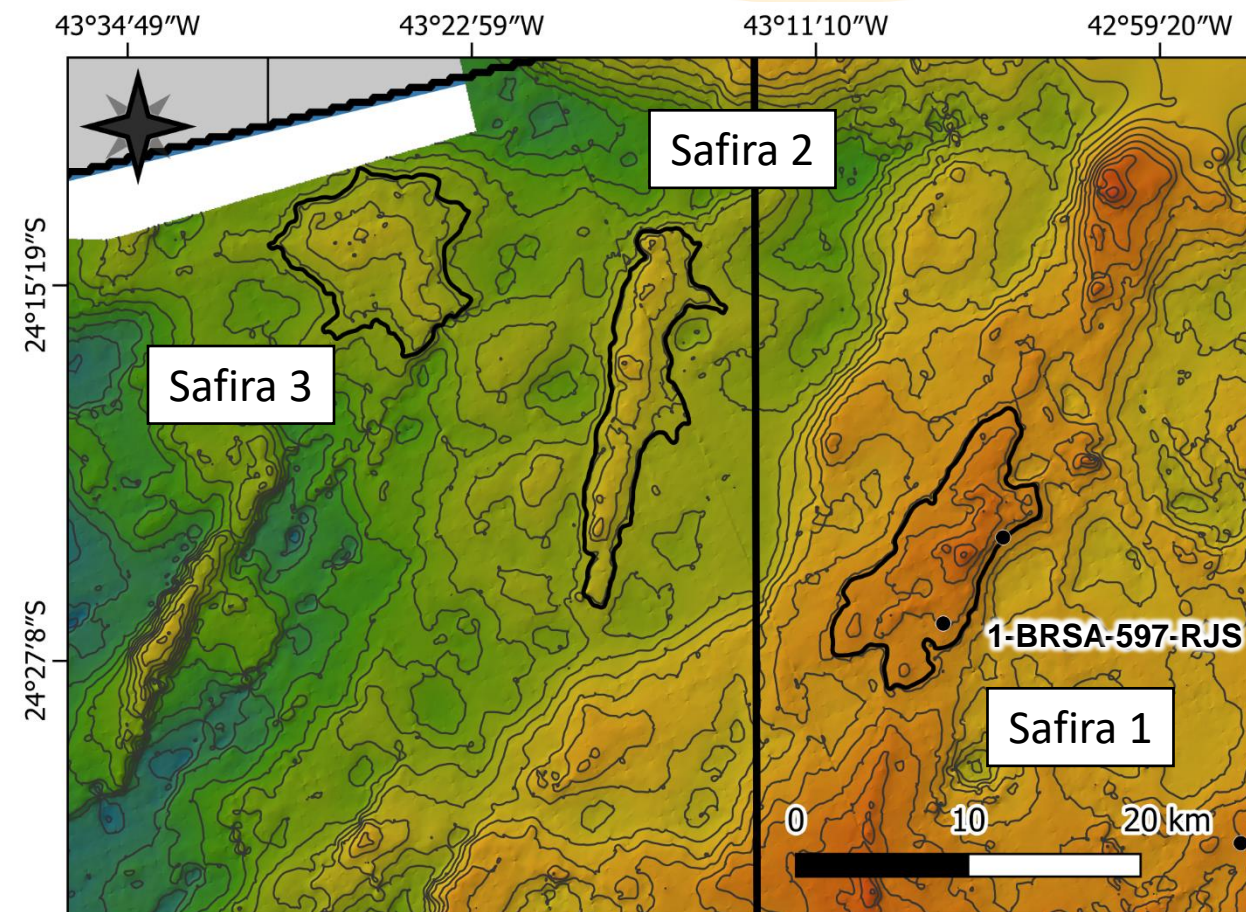 43°34′49″W
43°22′59″W
43°11′10″W
42°59′20″W
Safira 2
24°15′19″S
Safira 3
24°27′8″S
1-BRSA-597-RJS
Safira 1
0
10
20 km